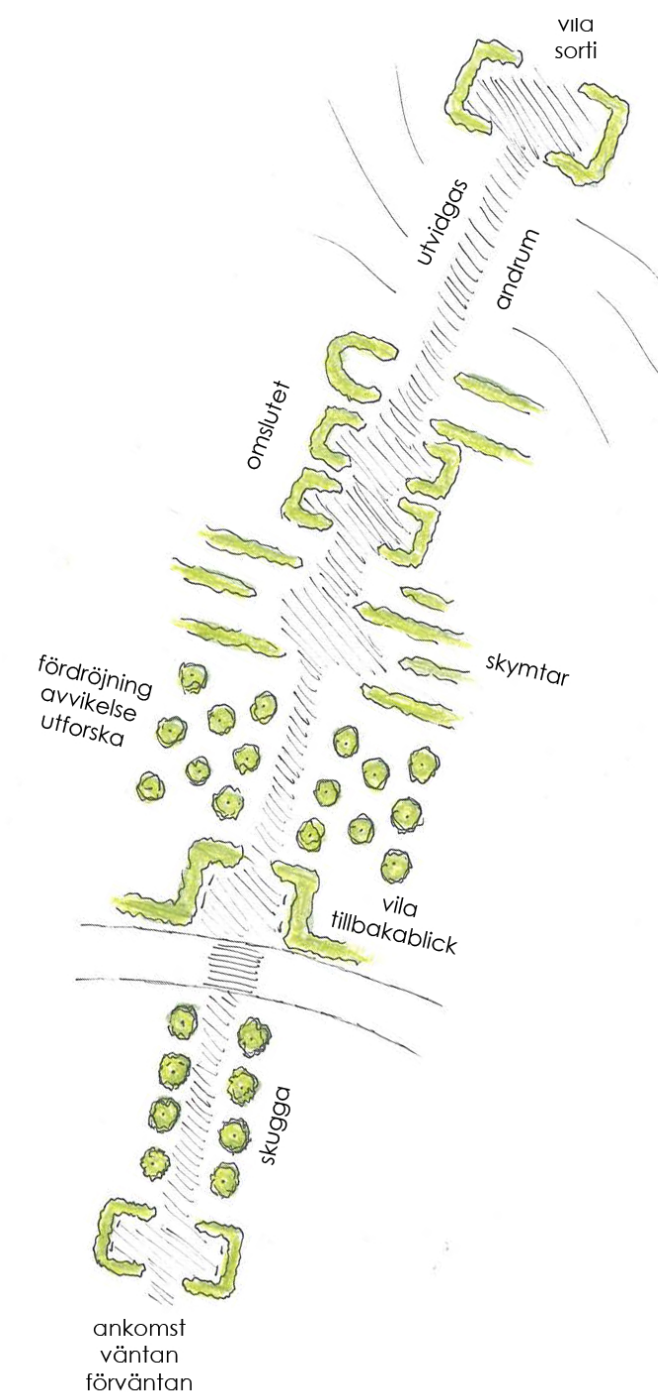 vila
sorti
utvidgas
andrum
omslutet
skymtar
fördröjning
avvikelse
utforska
vila
tillbakablick
skugga
ankomst
väntan
förväntan